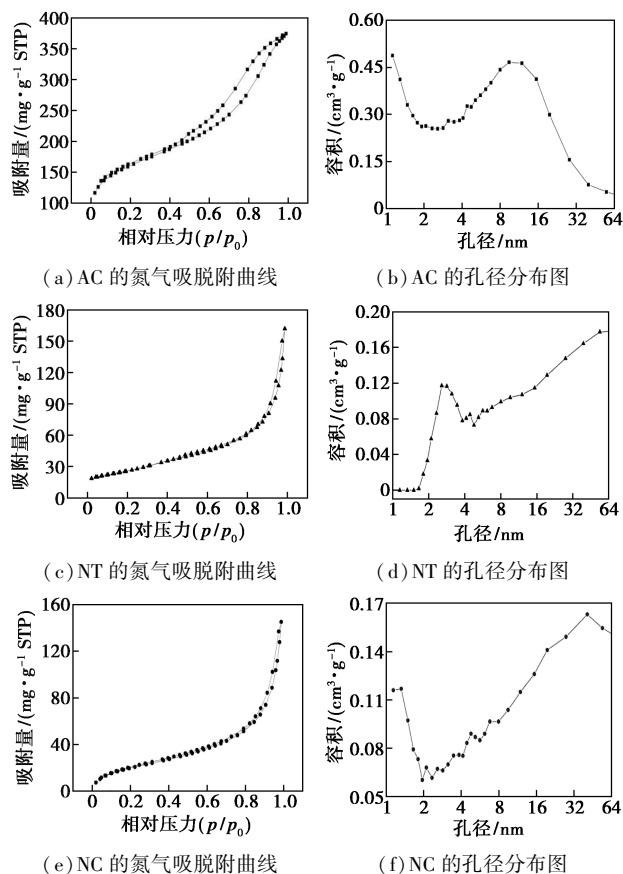 400
350
300
250
200
150
100
吸附量/(mg·g⁻¹ STP)
0 0.2 0.4 0.6 0.8 1.0
相对压力(p/p₀)
(a)AC 的氮气吸脱附曲线
0.60
0.45
0.30
0.15
0
容积/(cm³·g⁻¹)
1 2 4 8 16 32 64
孔径/nm
(b)AC 的孔径分布图
180
150
120
90
60
30
0
吸附量/(mg·g⁻¹ STP)
0 0.2 0.4 0.6 0.8 1.0
相对压力(p/p₀)
(c)NT 的氮气吸脱附曲线
0.20
0.16
0.12
0.08
0.04
0
容积/(cm³·g⁻¹)
1 2 4 8 16 32 64
孔径/nm
(d)NT 的孔径分布图
160
120
80
40
0
吸附量/(mg·g⁻¹ STP)
0 0.2 0.4 0.6 0.8 1.0
相对压力(p/p₀)
(e)NC 的氮气吸脱附曲线
0.17
0.14
0.11
0.08
0.05
容积/(cm³·g⁻¹)
1 2 4 8 16 32 64
孔径/nm
(f)NC 的孔径分布图